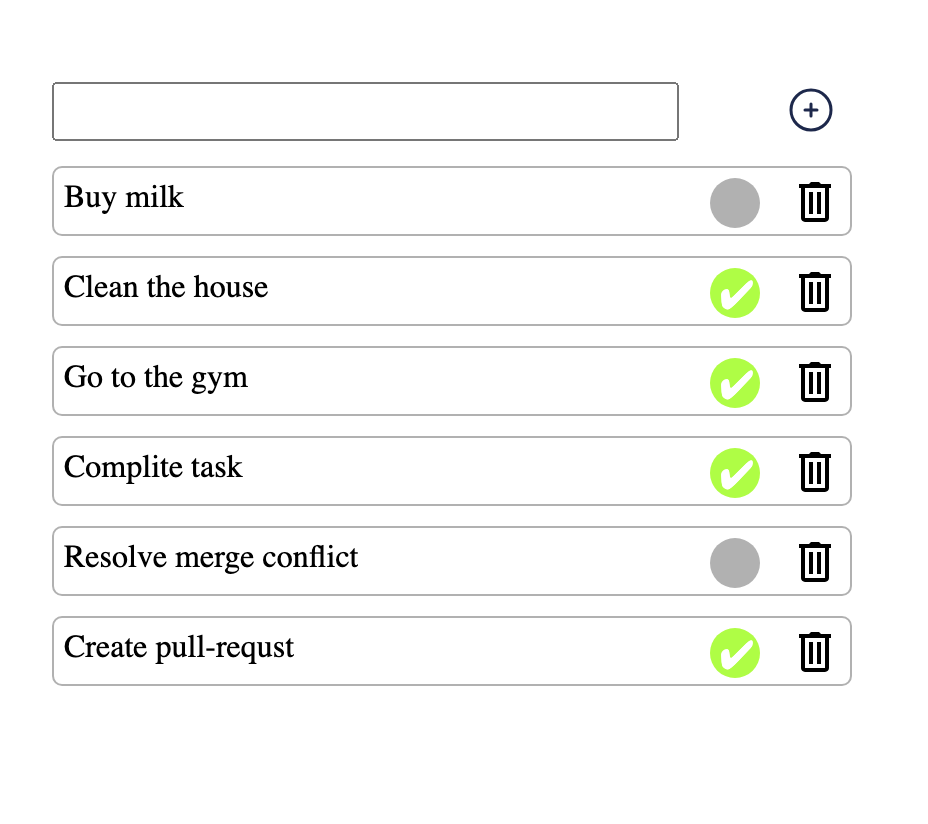 Buy milk
Clean the house
Go to the gym
Complite task
Resolve merge conflict
Create pull-requst